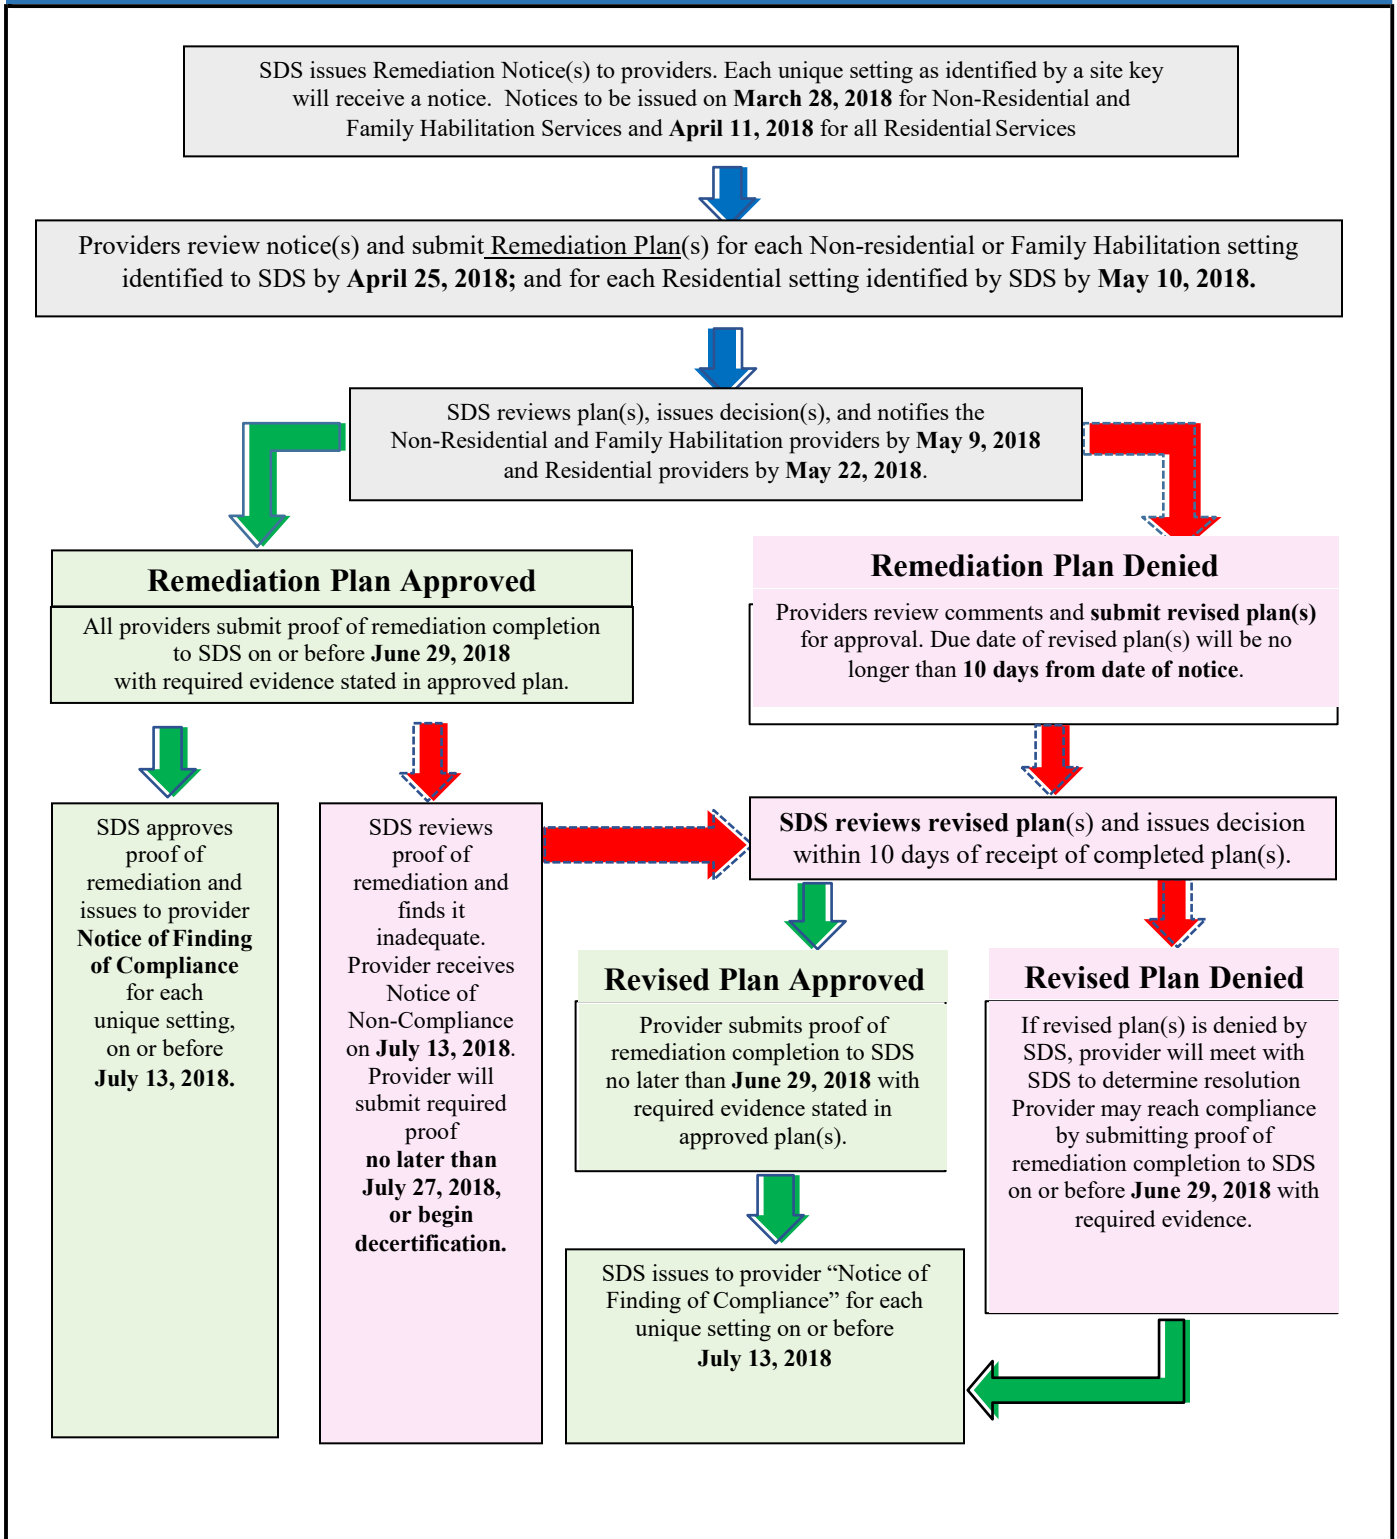 SDS issues Remediation Notice(s) to providers. Each unique setting as identified by a site key
will receive a notice. Notices to be issued on March 28, 2018 for Non-Residential and
Family Habilitation Services and April 11, 2018 for all Residential Services
Providers review notice(s) and submit Remediation Plan(s) for each Non-residential or Family Habilitation setting
identified to SDS by April 25, 2018; and for each Residential setting identified by SDS by May 10, 2018.
SDS reviews plan(s), issues decision(s), and notifies the
Non-Residential and Family Habilitation providers by May 9, 2018
and Residential providers by May 22, 2018.
Remediation Plan Approved
All providers submit proof of remediation completion
to SDS on or before June 29, 2018
with required evidence stated in approved plan.
Remediation Plan Denied
Providers review comments and submit revised plan(s)
for approval. Due date of revised plan(s) will be no
longer than 10 days from date of notice.
SDS approves
proof of
remediation and
issues to provider
Notice of Finding
of Compliance
for each
unique setting,
on or before
July 13, 2018.
SDS reviews
proof of
remediation and
finds it
inadequate.
Provider receives
Notice of
Non-Compliance
on July 13, 2018.
Provider will
submit required
proof
no later than
July 27, 2018,
or begin
decertification.
SDS reviews revised plan(s) and issues decision
within 10 days of receipt of completed plan(s).
Revised Plan Approved
Provider submits proof of
remediation completion to SDS
no later than June 29, 2018 with
required evidence stated in
approved plan(s).
Revised Plan Denied
If revised plan(s) is denied by
SDS, provider will meet with
SDS to determine resolution
Provider may reach compliance
by submitting proof of
remediation completion to SDS
on or before June 29, 2018 with
required evidence.
SDS issues to provider “Notice of
Finding of Compliance” for each
unique setting on or before
July 13, 2018